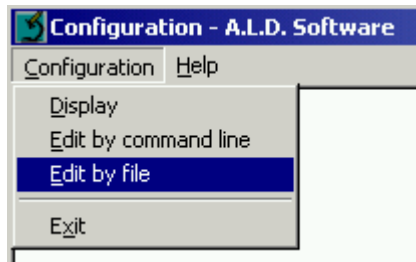 Configuration - A.L.D. Software
Configuration Help
Display
Edit by command line
Edit by file
Exit